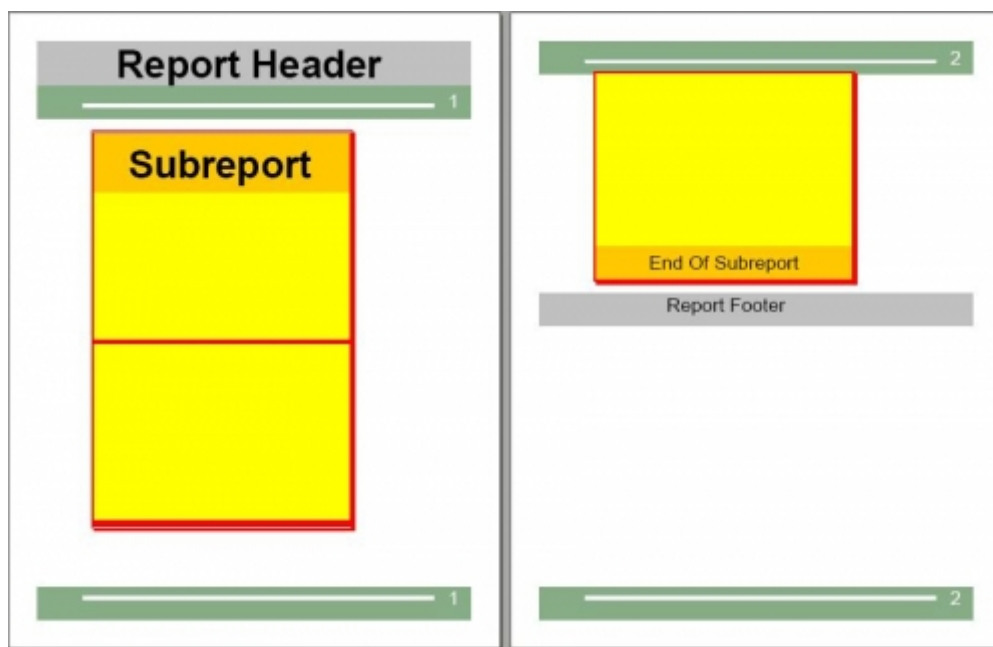 Report Header
1
Subreport
1
2
End Of Subreport
Report Footer
2